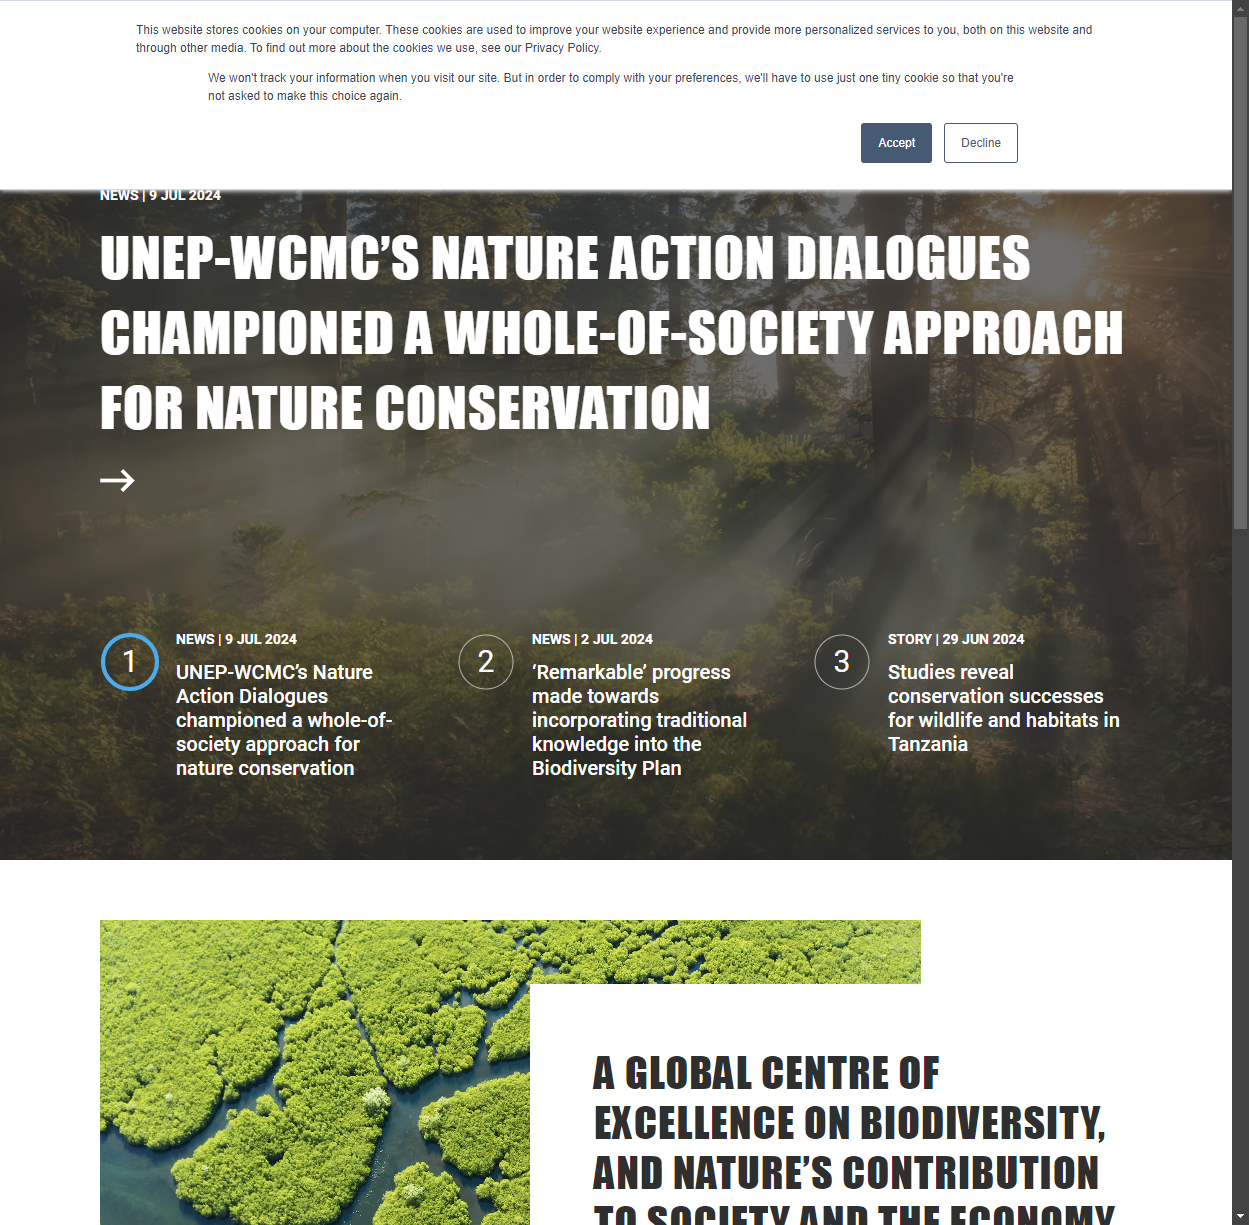 This website stores cookies on your computer. These cookies are used to improve your website experience and provide more personalized services to you, both on this website and
through other media. To find out more about the cookies we use, see our Privacy Policy.
We won't track your information when you visit our site. But in order to comply with your preferences, we'll have to use just one tiny cookie so that you're
not asked to make this choice again.
Accept
Decline
NEWS | 9 JUL 2024
UNEP-WCMC’S NATURE ACTION DIALOGUES
CHAMPIONED A WHOLE-OF-SOCIETY APPROACH
FOR NATURE CONSERVATION
1
NEWS | 9 JUL 2024
UNEP-WCMC’s Nature
Action Dialogues
championed a whole-of-
society approach for
nature conservation
2
NEWS | 2 JUL 2024
‘Remarkable’ progress
made towards
incorporating traditional
knowledge into the
Biodiversity Plan
3
STORY | 29 JUN 2024
Studies reveal
conservation successes
for wildlife and habitats in
Tanzania
A GLOBAL CENTRE OF
EXCELLENCE ON BIODIVERSITY,
AND NATURE’S CONTRIBUTION
TO SOCIETY AND THE ECONOMY